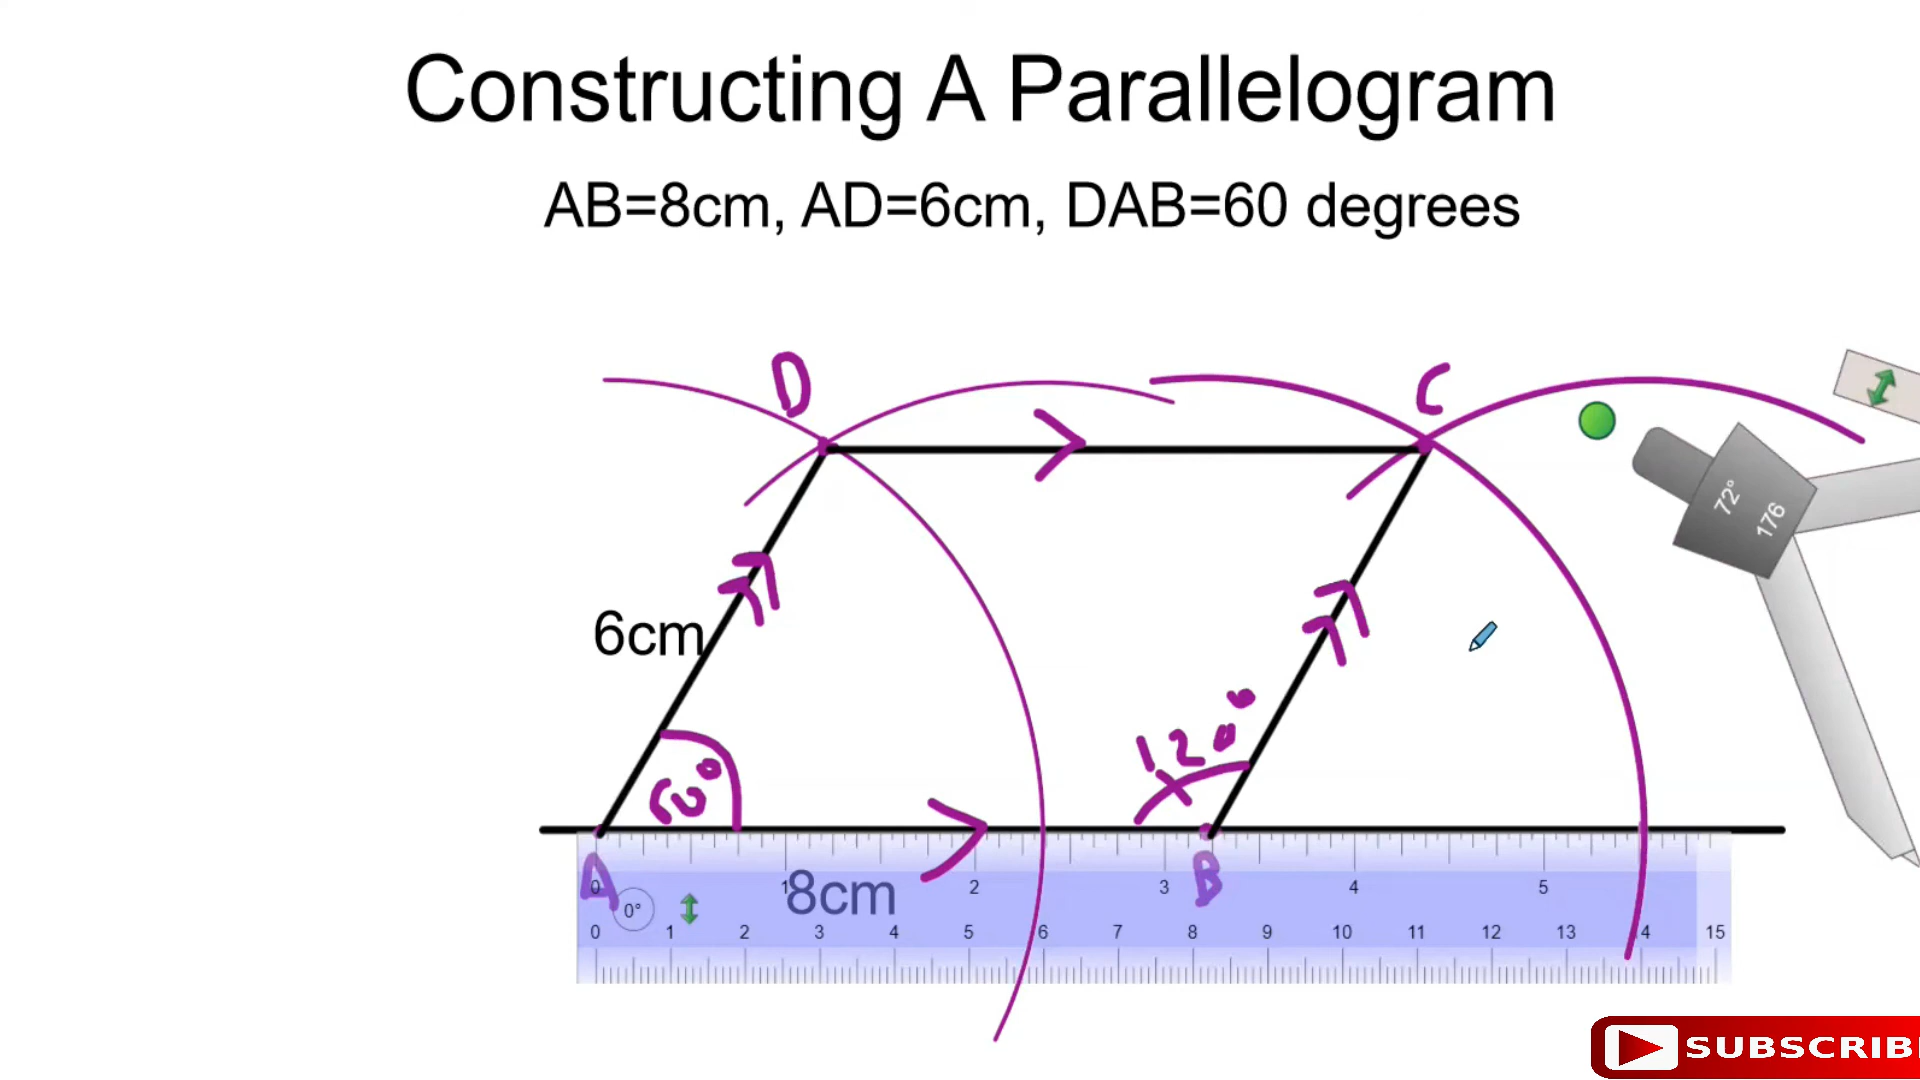 Constructing A Parallelogram
AB=8cm, AD=6cm, DAB=60 degrees
D
C
72°
176
6cm
120°
60°
A
B
0 1 2 3 4 5
8cm
0°
0 1 2 3 4 5 6 7 8 9 10 11 12 13 14 15
SUBSCRIB